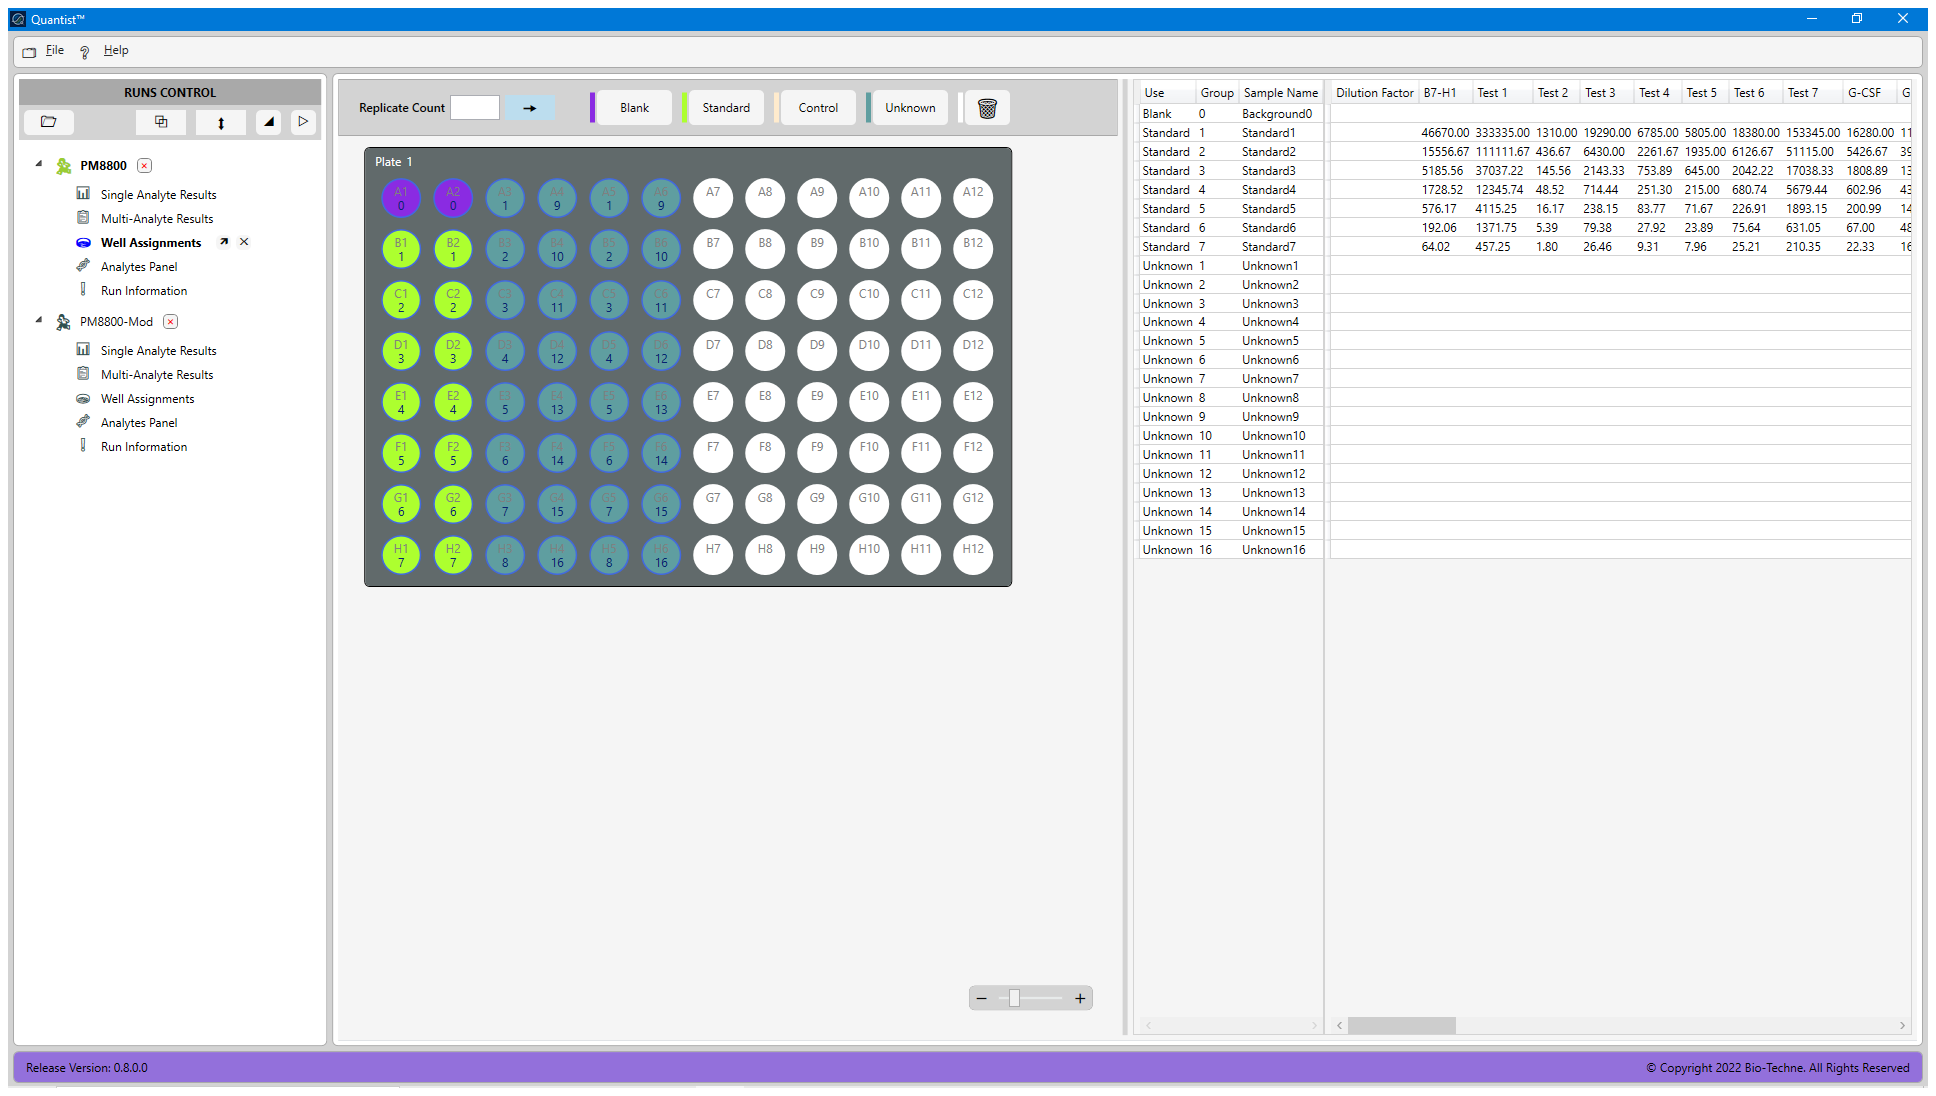 Quantist™
File ? Help
RUNS CONTROL
PM8800
Single Analyte Results
Multi-Analyte Results
Well Assignments
Analytes Panel
Run Information
PM8800-Mod
Single Analyte Results
Multi-Analyte Results
Well Assignments
Analytes Panel
Run Information
Replicate Count Blank Standard Control Unknown
Plate 1
A1 A2 A3 A4 A5 A6 A7 A8 A9 A10 A11 A12
0 0 1 9 1 9
B1 B2 B3 B4 B5 B6 B7 B8 B9 B10 B11 B12
1 1 2 10 2 10
C1 C2 C3 C4 C5 C6 C7 C8 C9 C10 C11 C12
2 2 3 11 3 11
D1 D2 D3 D4 D5 D6 D7 D8 D9 D10 D11 D12
3 3 4 12 4 12
E1 E2 E3 E4 E5 E6 E7 E8 E9 E10 E11 E12
4 4 5 13 5 13
F1 F2 F3 F4 F5 F6 F7 F8 F9 F10 F11 F12
5 5 6 14 6 14
G1 G2 G3 G4 G5 G6 G7 G8 G9 G10 G11 G12
6 6 7 15 7 15
H1 H2 H3 H4 H5 H6 H7 H8 H9 H10 H11 H12
7 7 8 16 8 16
Use Group Sample Name Dilution Factor B7-H1 Test 1 Test 2 Test 3 Test 4 Test 5 Test 6 Test 7 G-CSF G
Blank 0 Background0
Standard 1 Standard1 46670.00 333335.00 1310.00 19290.00 6785.00 5805.00 18380.00 153345.00 16280.00 11
Standard 2 Standard2 15556.67 111111.67 436.67 6430.00 2261.67 1935.00 6126.67 51115.00 5426.67 39
Standard 3 Standard3 5185.56 37037.22 145.56 2143.33 753.89 645.00 2042.22 17038.33 1808.89 13
Standard 4 Standard4 1728.52 12345.74 48.52 714.44 251.30 215.00 680.74 5679.44 602.96 43
Standard 5 Standard5 576.17 4115.25 16.17 238.15 83.77 71.67 226.91 1893.15 200.99 14
Standard 6 Standard6 192.06 1371.75 5.39 79.38 27.92 23.89 75.64 631.05 67.00 48
Standard 7 Standard7 64.02 457.25 1.80 26.46 9.31 7.96 25.21 210.35 22.33 16
Unknown 1 Unknown1
Unknown 2 Unknown2
Unknown 3 Unknown3
Unknown 4 Unknown4
Unknown 5 Unknown5
Unknown 6 Unknown6
Unknown 7 Unknown7
Unknown 8 Unknown8
Unknown 9 Unknown9
Unknown 10 Unknown10
Unknown 11 Unknown11
Unknown 12 Unknown12
Unknown 13 Unknown13
Unknown 14 Unknown14
Unknown 15 Unknown15
Unknown 16 Unknown16
Release Version: 0.8.0.0
© Copyright 2022 Bio-Techne. All Rights Reserved